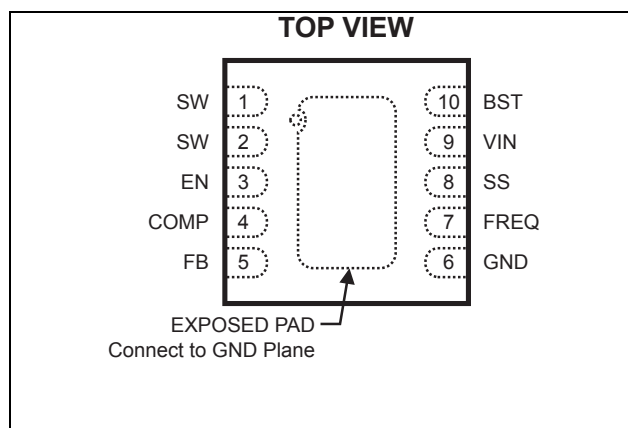 TOP VIEW
SW 1 10 BST
SW 2 9 VIN
EN 3 8 SS
COMP 4 7 FREQ
FB 5 6 GND
EXPOSED PAD
Connect to GND Plane